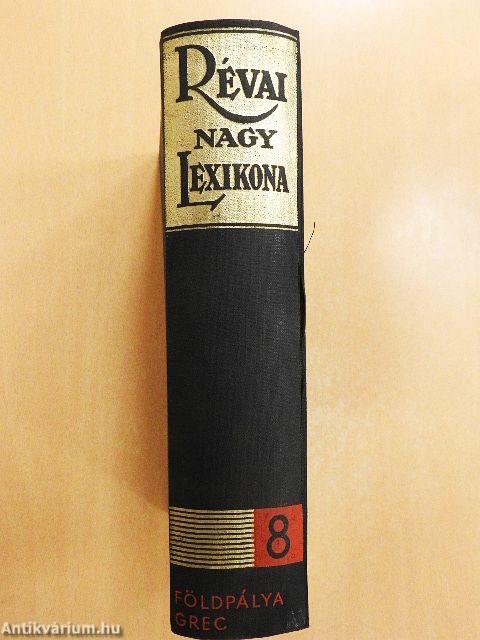 RÉVAI
NAGY
LEXIKONA
8
FÖLDPÁLYA
GREC
Antikvárium.hu